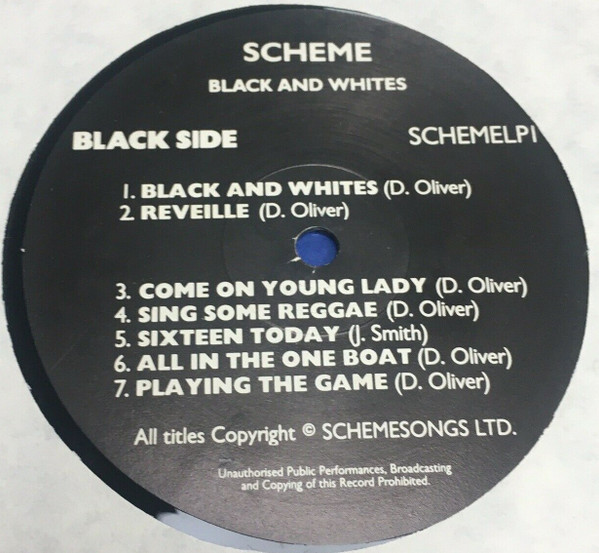 SCHEME
BLACK AND WHITES
BLACK SIDE SCHEMELP1
1. BLACK AND WHITES (D. Oliver)
2. REVEILLE (D. Oliver)
3. COME ON YOUNG LADY (D. Oliver)
4. SING SOME REGGAE (D. Oliver)
5. SIXTEEN TODAY (J. Smith)
6. ALL IN THE ONE BOAT (D. Oliver)
7. PLAYING THE GAME (D. Oliver)
All titles Copyright © SCHEMESONGS LTD.
Unauthorised Public Performances, Broadcasting
and Copying of this Record Prohibited.